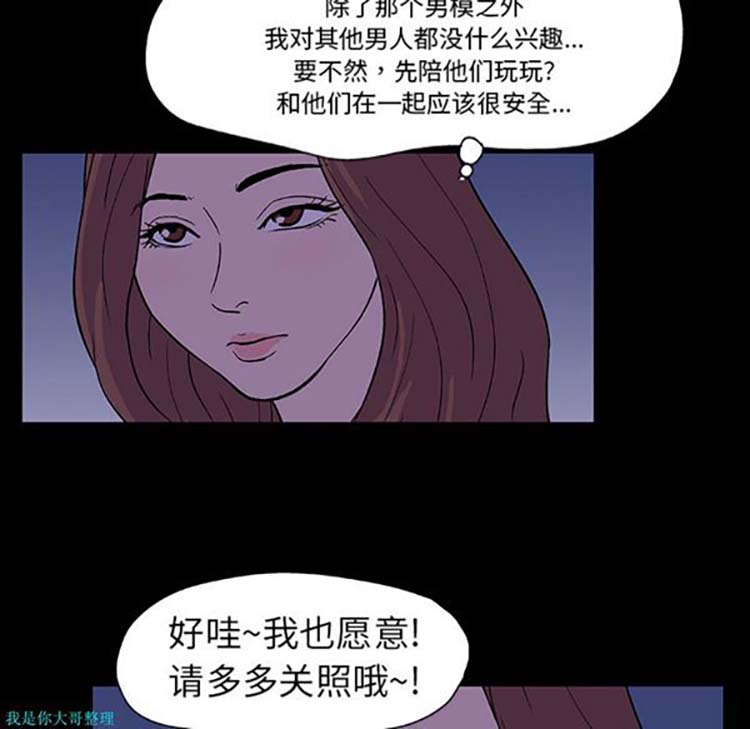 除了那个男模之外
我对其他男人都没什么兴趣...
要不然，先陪他们玩玩?
和他们在一起应该很安全...
好哇~我也愿意!
请多多关照哦~!
我是你大哥整理